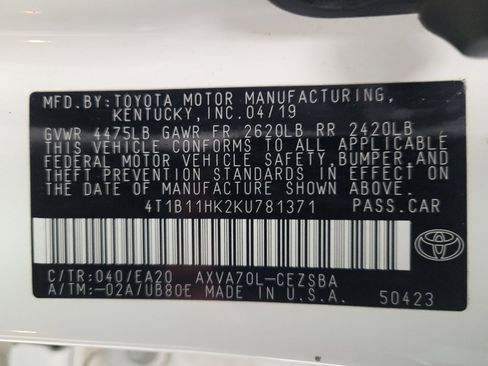 MFD.BY: TOYOTA MOTOR MANUFACTURING,
KENTUCKY, INC. 04/19
GVWR 4475LB GAWR FR 2620LB RR 2420LB
THIS VEHICLE CONFORMS TO ALL APPLICABLE
FEDERAL MOTOR VEHICLE SAFETY, BUMPER, AND
THEFT PREVENTION STANDARDS IN EFFECT ON
THE DATE OF MANUFACTURE SHOWN ABOVE.
4T1B11HK2KU781371 PASS.CAR
C/TR:040/EA20 AXVA70L-CEZSBA
A/TM:-02A/UB80E MADE IN U.S.A. 50423
TOYOTA